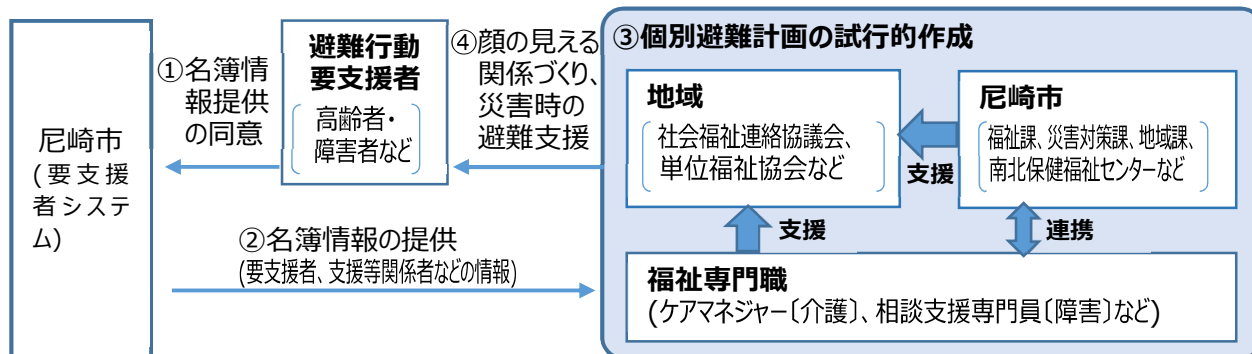 尼崎市
(要支援
者システ
ム)
①名簿情
報提供
の同意
避難行動
要支援者
高齢者・
障害者など
④顔の見える
関係づくり、
災害時の
避難支援
②名簿情報の提供
(要支援者、支援等関係者などの情報)
③個別避難計画の試行的作成
地域
社会福祉連絡協議会、
単位福祉協会など
支援
尼崎市
福祉課、災害対策課、地域課、
南北保健福祉センターなど
支援
連携
福祉専門職
(ケアマネジャー〔介護〕、相談支援専門員〔障害〕など)